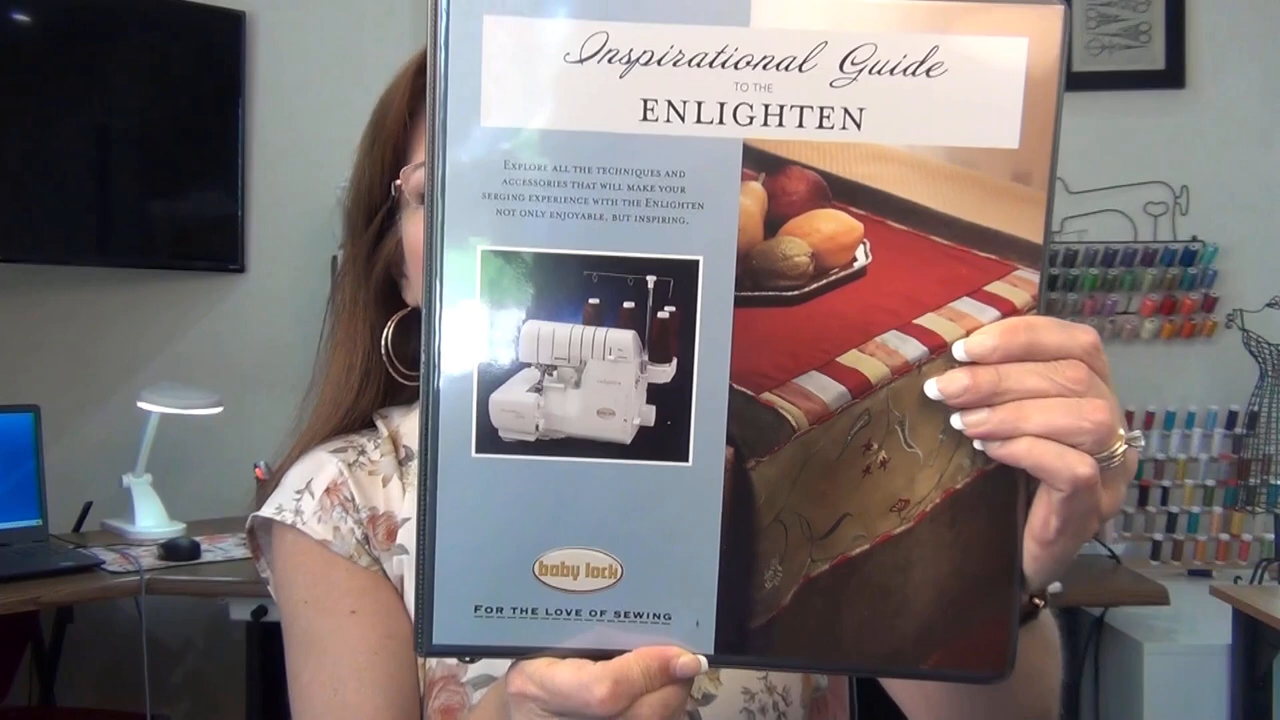 Inspirational Guide
TO THE
ENLIGHTEN
EXPLORE ALL THE TECHNIQUES AND
ACCESSORIES THAT WILL MAKE YOUR
SERGING EXPERIENCE WITH THE ENLIGHTEN
NOT ONLY ENJOYABLE, BUT INSPIRING.
baby lock
FOR THE LOVE OF SEWING